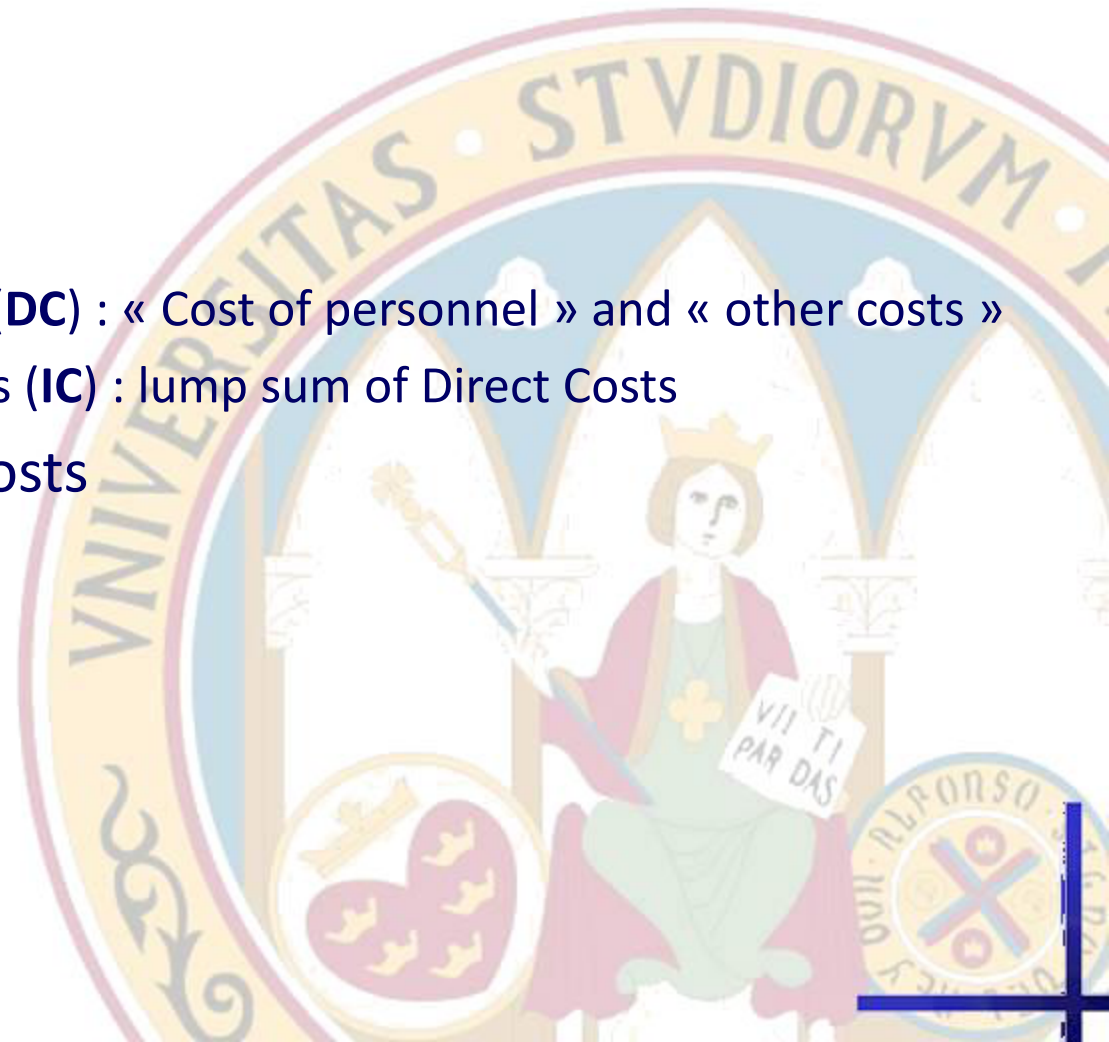 VNIVERSITAS · STVDIORVM ·
(DC) : « Cost of personnel » and « other costs »
s (IC) : lump sum of Direct Costs
osts
VII TI
PAR DAS
ALFONSO